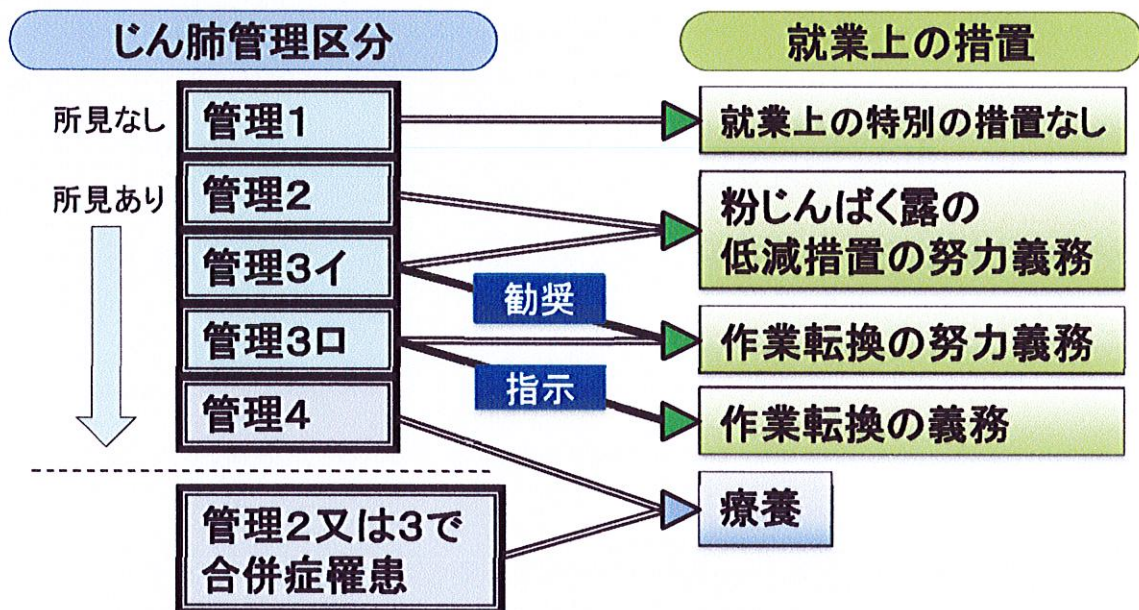 じん肺管理区分
就業上の措置
所見なし
管理1
就業上の特別の措置なし
所見あり
管理2
粉じんばく露の
低減措置の努力義務
管理3イ
勧奨
管理3ロ
作業転換の努力義務
指示
管理4
作業転換の義務
管理2又は3で
合併症罹患
療養